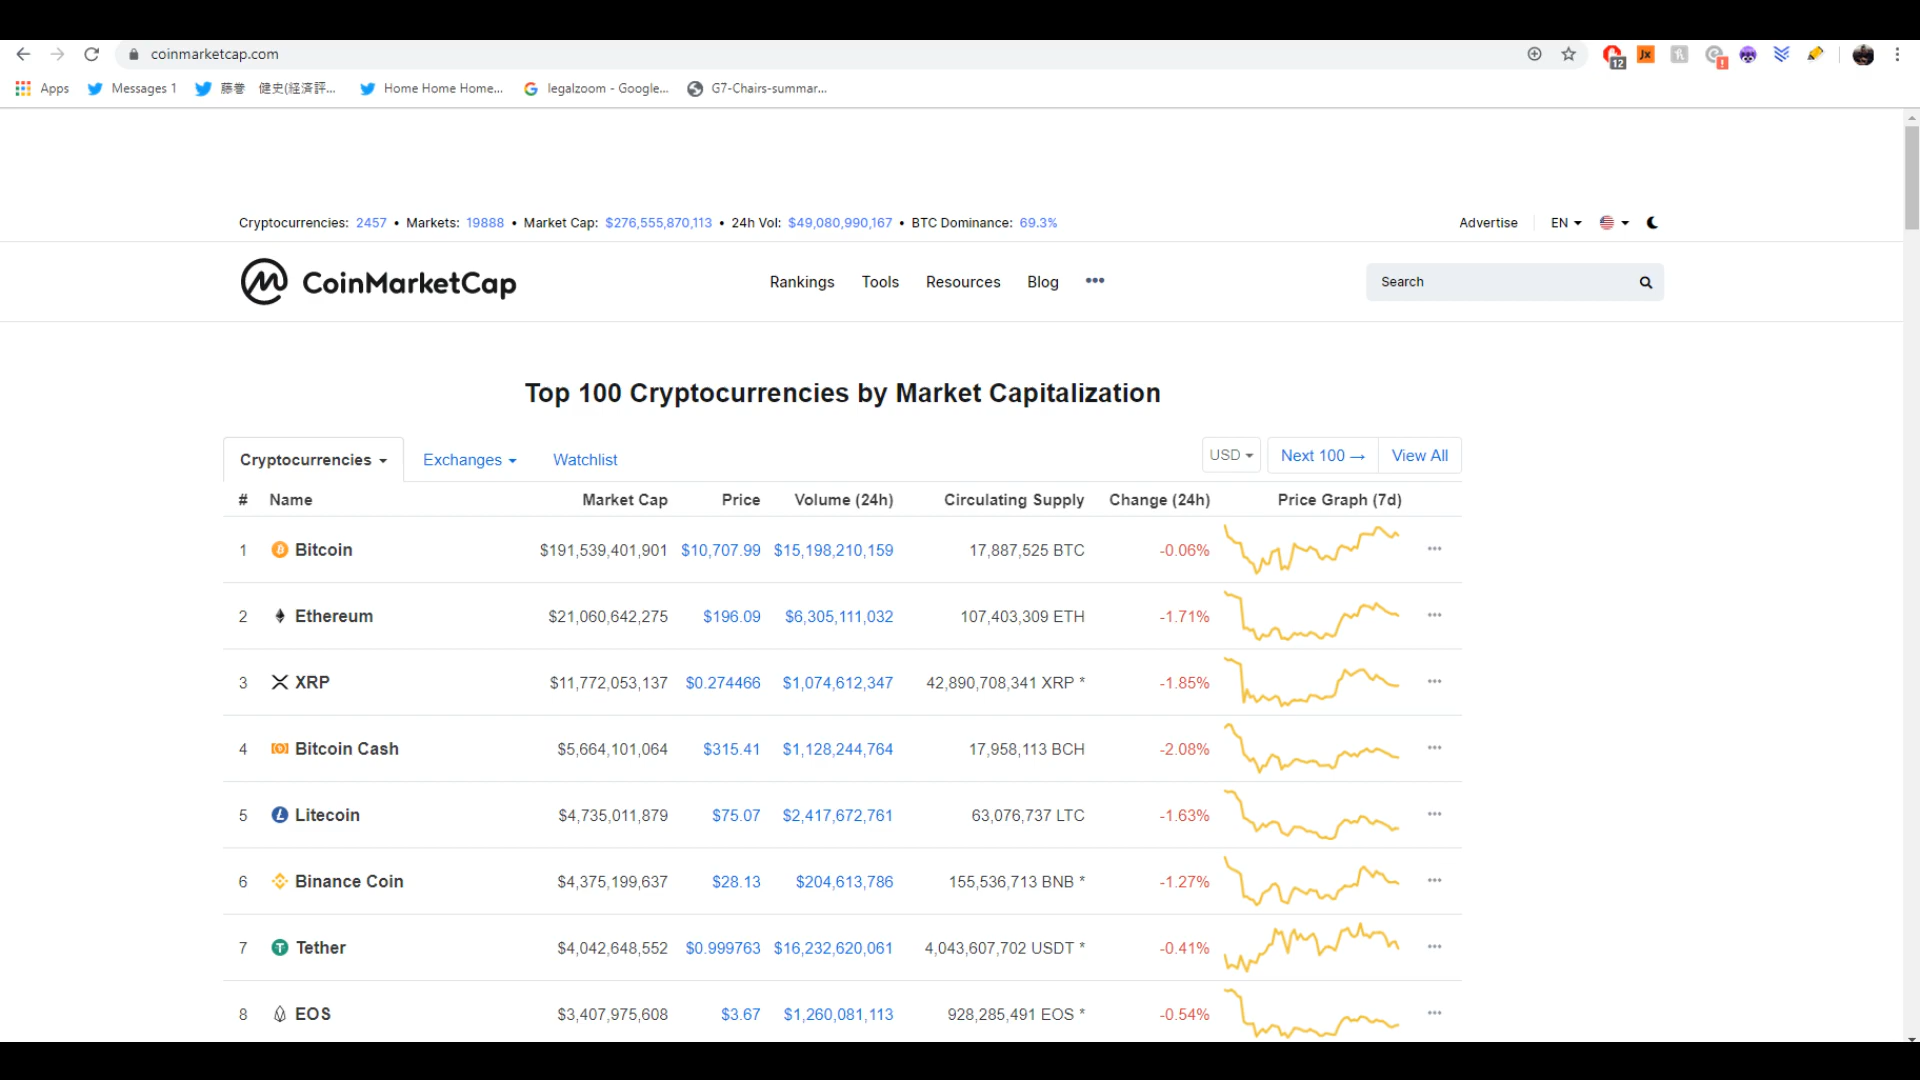 coinmarketcap.com
12
Jx
!
Apps
Messages 1
藤巻 健史(経済評...
Home Home Home...
legalzoom - Google...
G7-Chairs-summar...
Cryptocurrencies: 2457 • Markets: 19888 • Market Cap: $276,555,870,113 • 24h Vol: $49,080,990,167 • BTC Dominance: 69.3%
Advertise EN
CoinMarketCap
Rankings Tools Resources Blog •••
Search
Top 100 Cryptocurrencies by Market Capitalization
Cryptocurrencies Exchanges Watchlist
USD Next 100 → View All
# Name Market Cap Price Volume (24h) Circulating Supply Change (24h) Price Graph (7d)
1 Bitcoin $191,539,401,901 $10,707.99 $15,198,210,159 17,887,525 BTC -0.06%
2 Ethereum $21,060,642,275 $196.09 $6,305,111,032 107,403,309 ETH -1.71%
3 XRP $11,772,053,137 $0.274466 $1,074,612,347 42,890,708,341 XRP * -1.85%
4 Bitcoin Cash $5,664,101,064 $315.41 $1,128,244,764 17,958,113 BCH -2.08%
5 Litecoin $4,735,011,879 $75.07 $2,417,672,761 63,076,737 LTC -1.63%
6 Binance Coin $4,375,199,637 $28.13 $204,613,786 155,536,713 BNB * -1.27%
7 Tether $4,042,648,552 $0.999763 $16,232,620,061 4,043,607,702 USDT * -0.41%
8 EOS $3,407,975,608 $3.67 $1,260,081,113 928,285,491 EOS * -0.54%